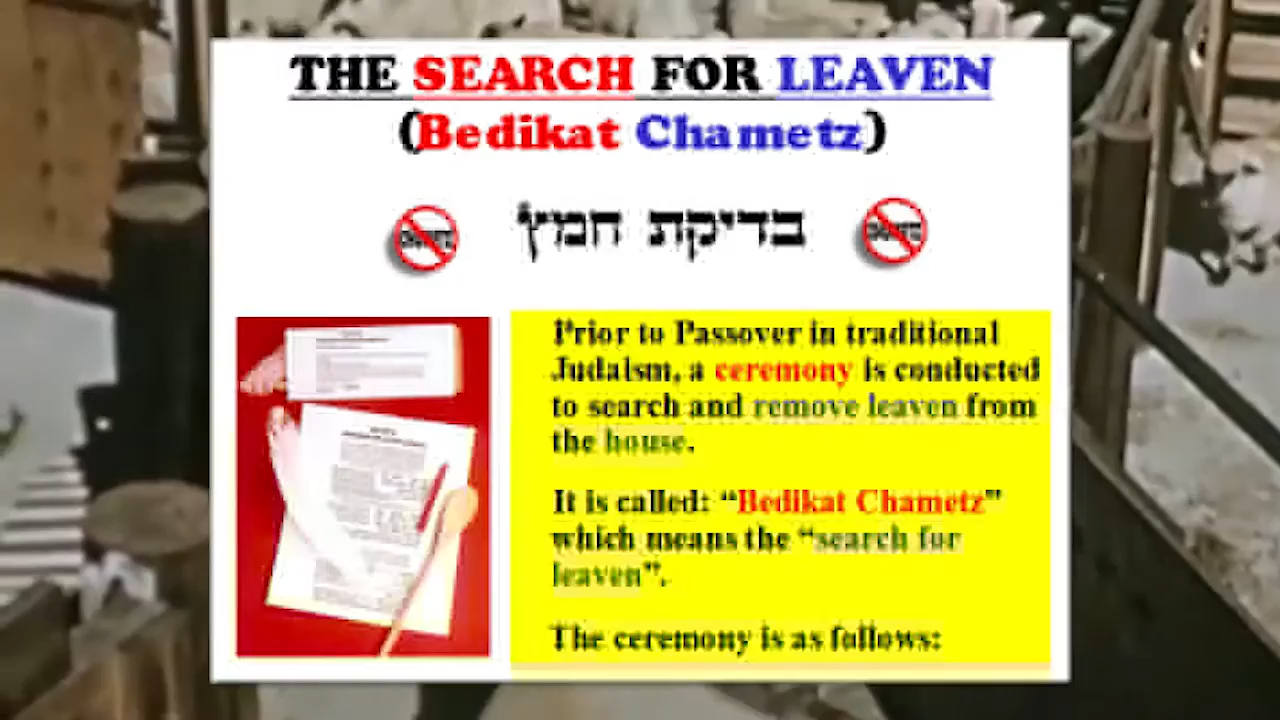 THE SEARCH FOR LEAVEN
(Bedikat Chametz)
בדיקת חמץ
Prior to Passover in traditional
Judaism, a ceremony is conducted
to search and remove leaven from
the house.
It is called: “Bedikat Chametz”
which means the “search for
leaven”.
The ceremony is as follows: